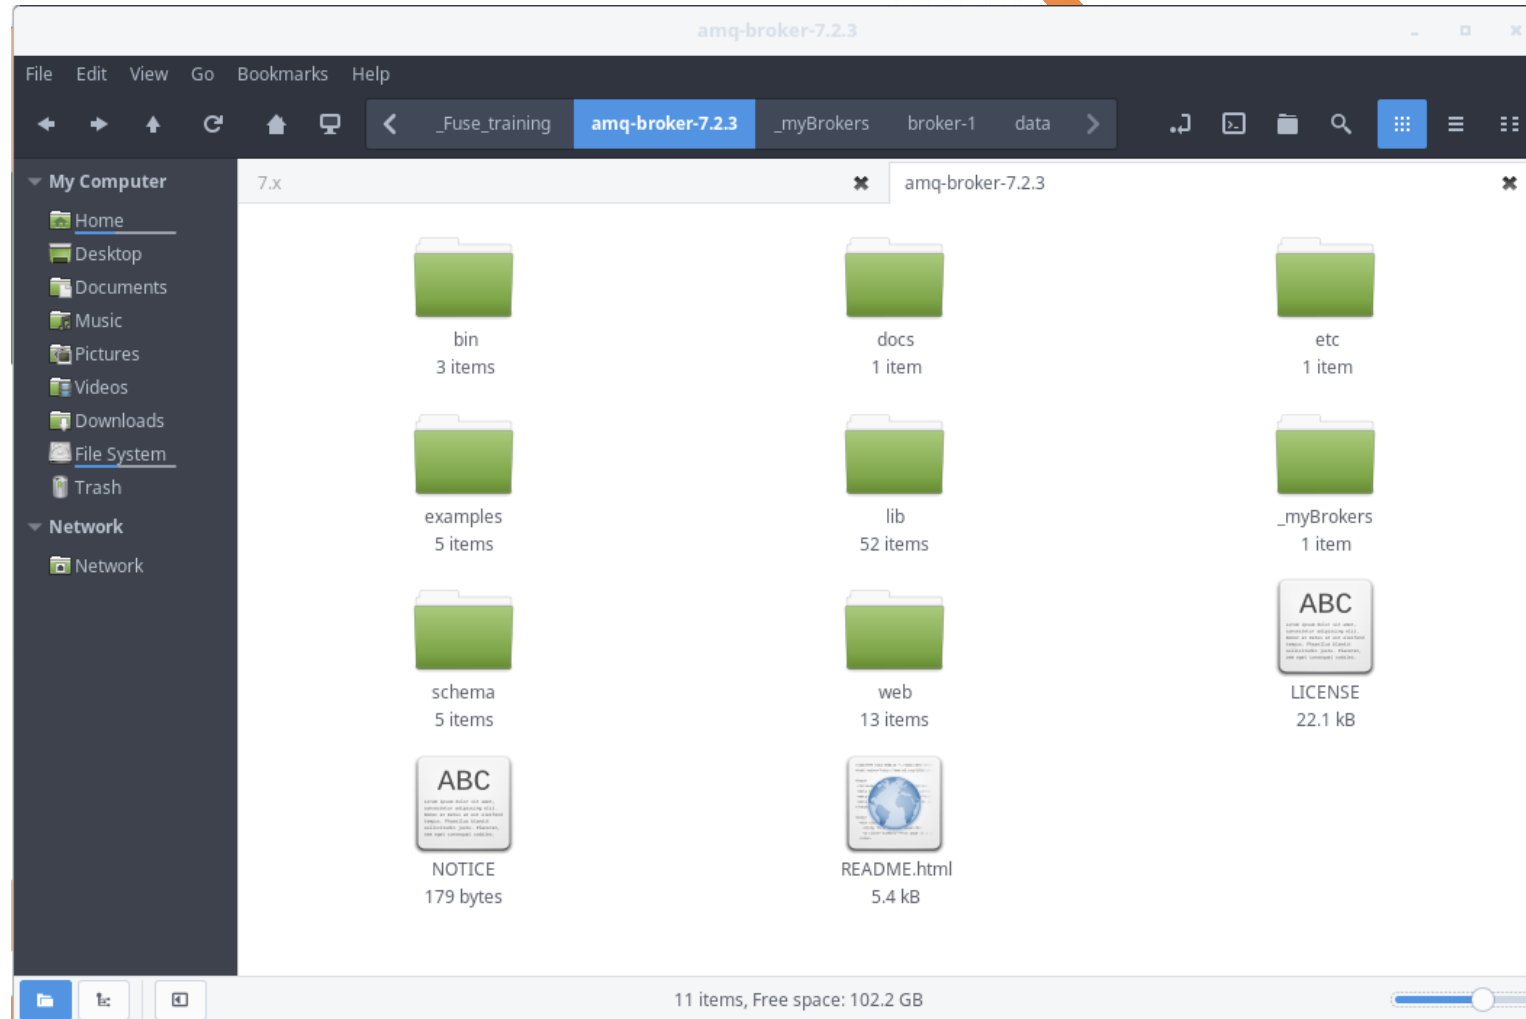 amq-broker-7.2.3
File Edit View Go Bookmarks Help
_Fuse_training amq-broker-7.2.3 _myBrokers broker-1 data
My Computer
Home
Desktop
Documents
Music
Pictures
Videos
Downloads
File System
Trash
Network
Network
7.x amq-broker-7.2.3
bin docs etc
3 items 1 item 1 item
examples lib _myBrokers
5 items 52 items 1 item
ABC
schema web LICENSE
5 items 13 items 22.1 kB
ABC
NOTICE README.html
179 bytes 5.4 kB
11 items, Free space: 102.2 GB